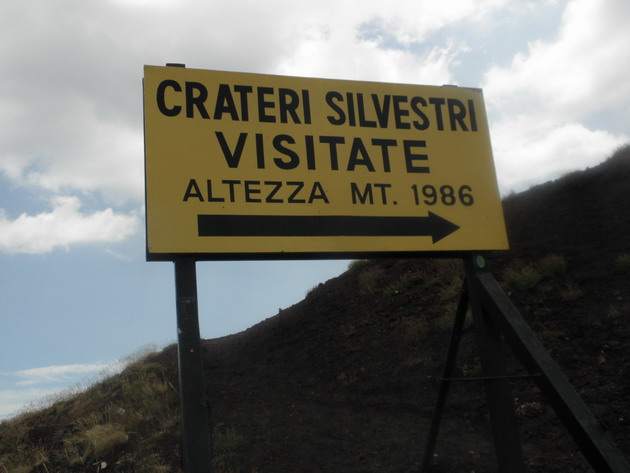 CRATERI SILVESTRI
VISITATE
ALTEZZA MT. 1986